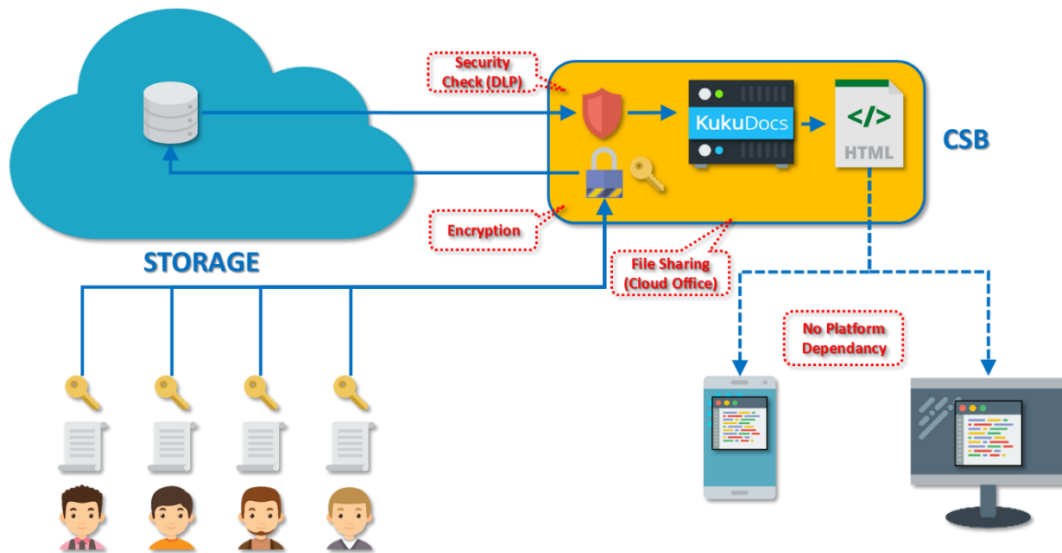 Security
Check (DLP)
KukuDocs
</>
HTML
CSB
Encryption
STORAGE
File Sharing
(Cloud Office)
No Platform
Dependancy